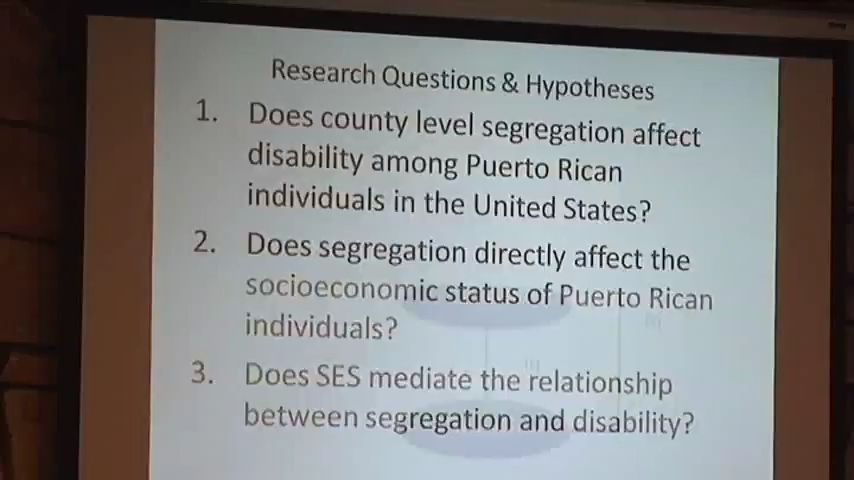 Research Questions & Hypotheses
1. Does county level segregation affect
disability among Puerto Rican
individuals in the United States?
2. Does segregation directly affect the
socioeconomic status of Puerto Rican
individuals?
3. Does SES mediate the relationship
between segregation and disability?